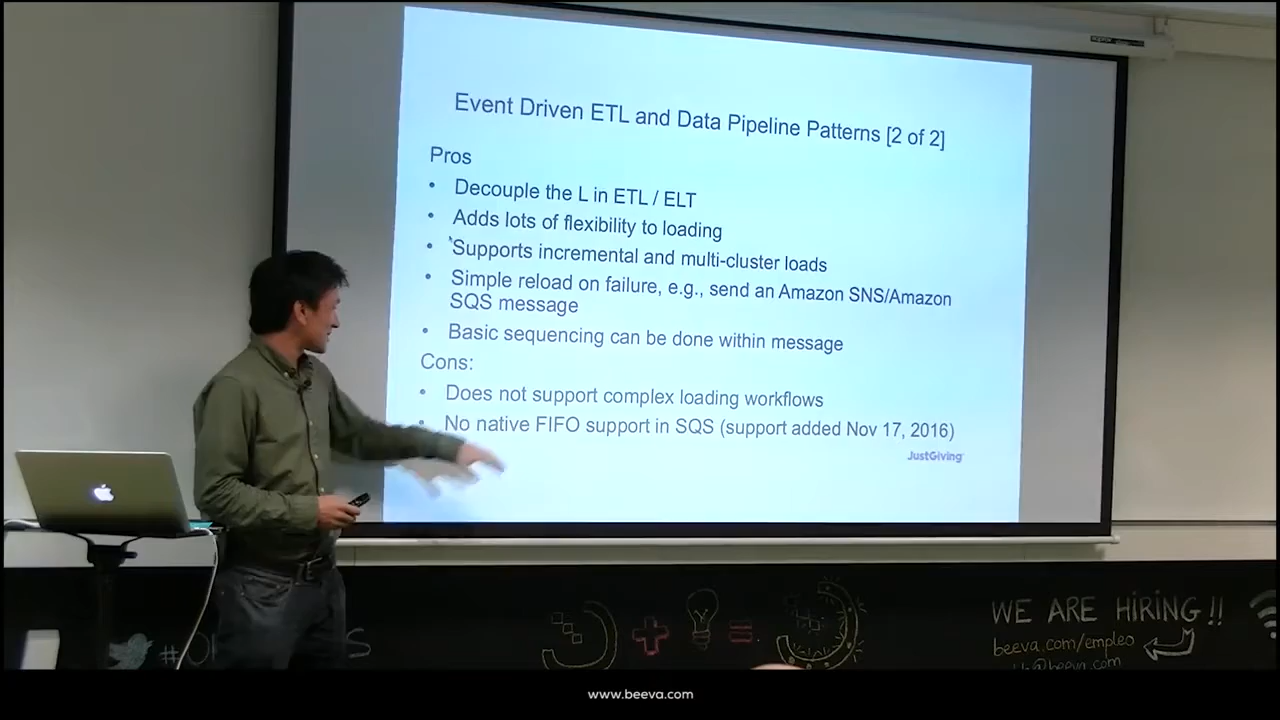 Event Driven ETL and Data Pipeline Patterns [2 of 2]
Pros
• Decouple the L in ETL / ELT
• Adds lots of flexibility to loading
• Supports incremental and multi-cluster loads
• Simple reload on failure, e.g., send an Amazon SNS/Amazon
SQS message
• Basic sequencing can be done within message
Cons:
• Does not support complex loading workflows
• No native FIFO support in SQS (support added Nov 17, 2016)
JustGiving
WE ARE HiRiNG !!
beeva.com/empleo
@beeva.com
www.beeva.com